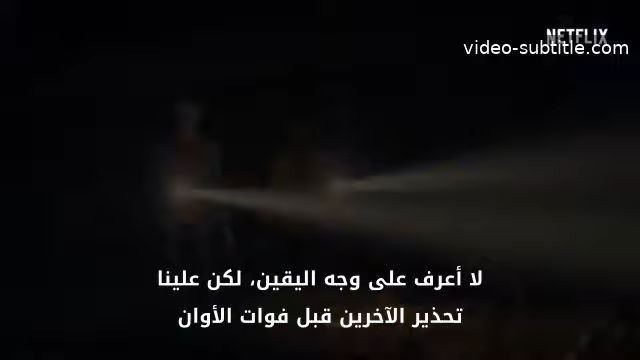 NETFLIX
video-subtitle.com
لا أعرف على وجه اليقين، لكن علينا
تحذير الآخرين قبل فوات الأوان